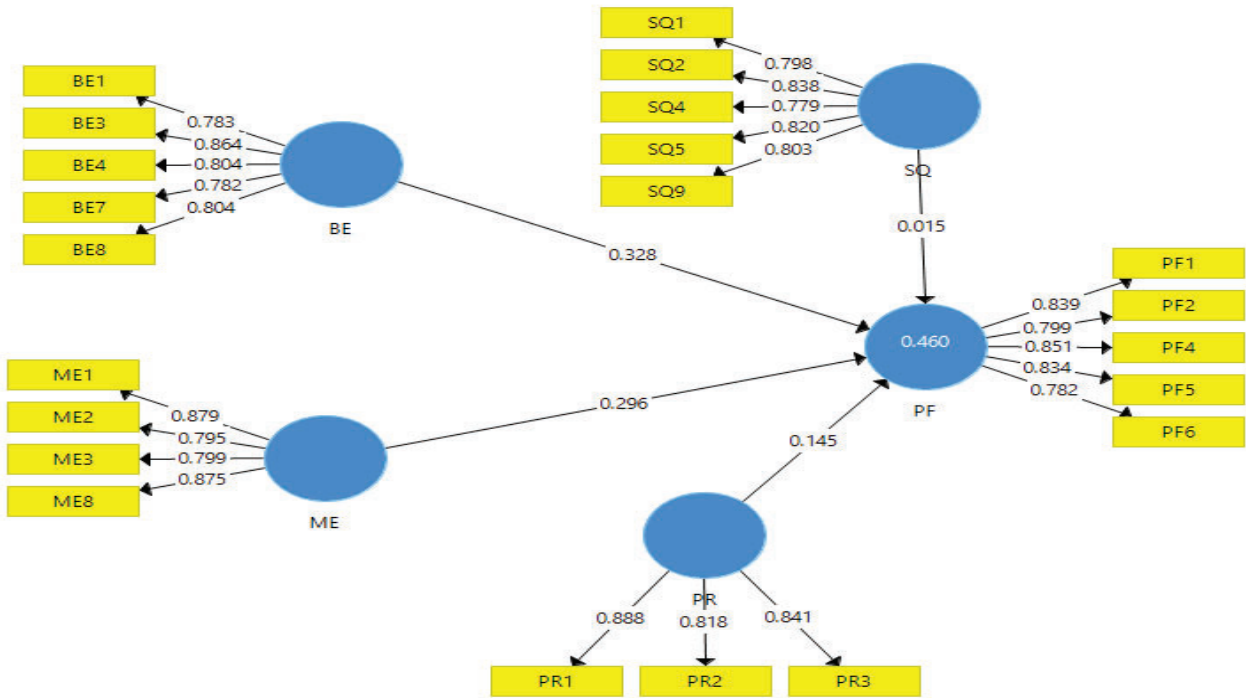 SQ1
SQ2
SQ4
SQ5
SQ9
0.798
0.838
0.779
0.820
0.803
SQ
BE1
BE3
BE4
BE7
BE8
0.783
0.864
0.804
0.782
0.804
BE
0.328
0.015
ME1
ME2
ME3
ME8
0.879
0.795
0.799
0.875
ME
0.296
0.460
PF
0.839
0.799
0.851
0.834
0.782
PF1
PF2
PF4
PF5
PF6
0.145
PR
0.888
0.818
0.841
PR1
PR2
PR3